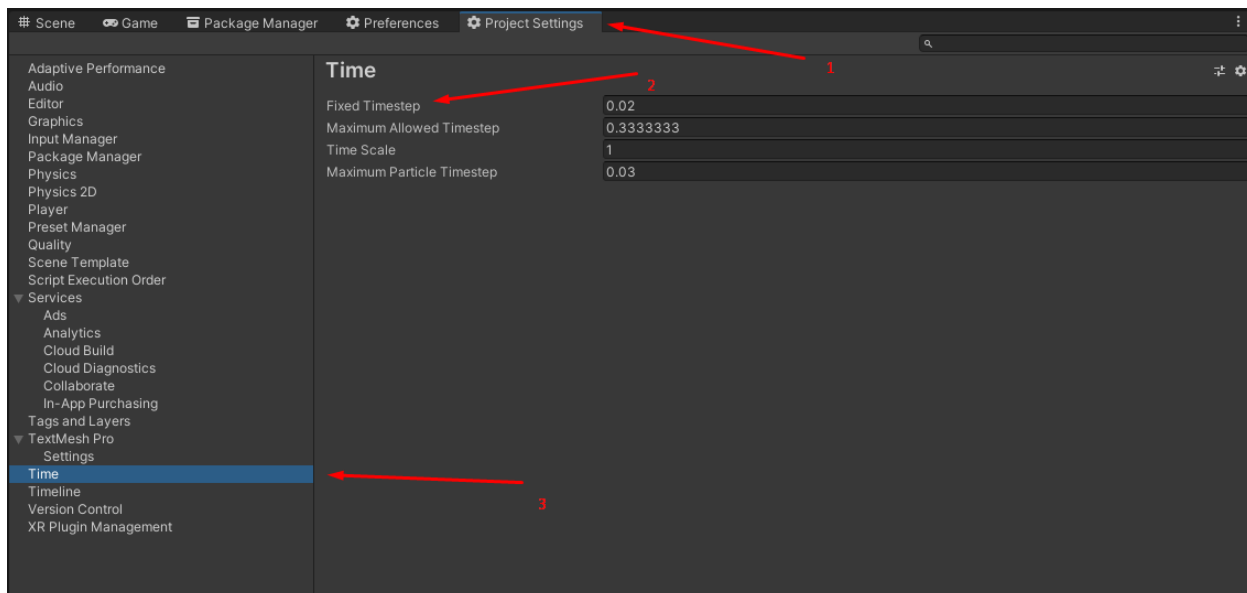 Scene Game Package Manager Preferences Project Settings
1
Adaptive Performance
Audio
Editor
Graphics
Input Manager
Package Manager
Physics
Physics 2D
Player
Preset Manager
Quality
Scene Template
Script Execution Order
Services
Ads
Analytics
Cloud Build
Cloud Diagnostics
Collaborate
In-App Purchasing
Tags and Layers
TextMesh Pro
Settings
Time
Timeline
Version Control
XR Plugin Management
Time
2
Fixed Timestep 0.02
Maximum Allowed Timestep 0.3333333
Time Scale 1
Maximum Particle Timestep 0.03
3